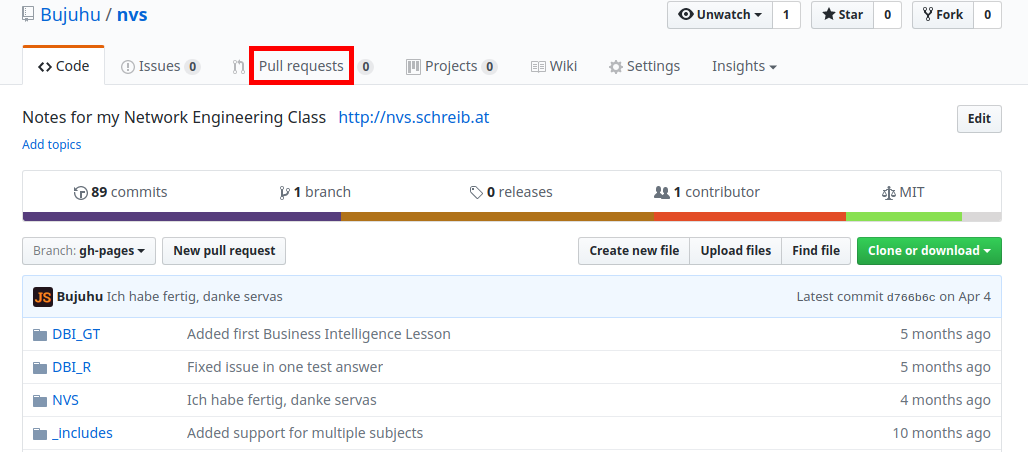 Bujuhu / nvs Unwatch 1 Star 0 Fork 0
Code Issues 0 Pull requests 0 Projects 0 Wiki Settings Insights
Notes for my Network Engineering Class http://nvs.schreib.at Edit
Add topics
89 commits 1 branch 0 releases 1 contributor MIT
Branch: gh-pages New pull request Create new file Upload files Find file Clone or download
JS Bujuhu Ich habe fertig, danke servas Latest commit d766b6c on Apr 4
DBI_GT Added first Business Intelligence Lesson 5 months ago
DBI_R Fixed issue in one test answer 5 months ago
NVS Ich habe fertig, danke servas 4 months ago
_includes Added support for multiple subjects 10 months ago